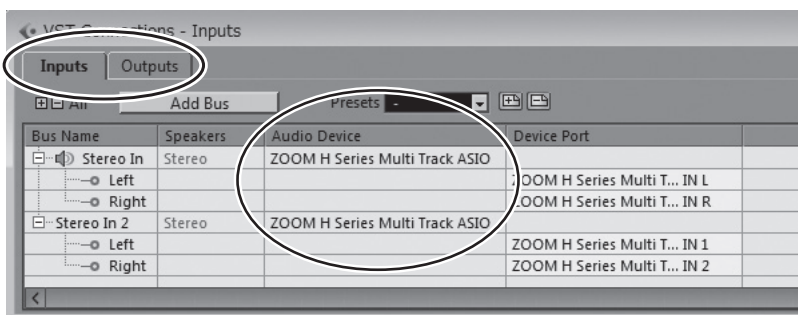 VST Connections - Inputs
Inputs Outputs
All Add Bus Presets -
Bus Name Speakers Audio Device Device Port
Stereo In Stereo ZOOM H Series Multi Track ASIO
Left ZOOM H Series Multi T... IN L
Right ZOOM H Series Multi T... IN R
Stereo In 2 Stereo ZOOM H Series Multi Track ASIO
Left ZOOM H Series Multi T... IN 1
Right ZOOM H Series Multi T... IN 2